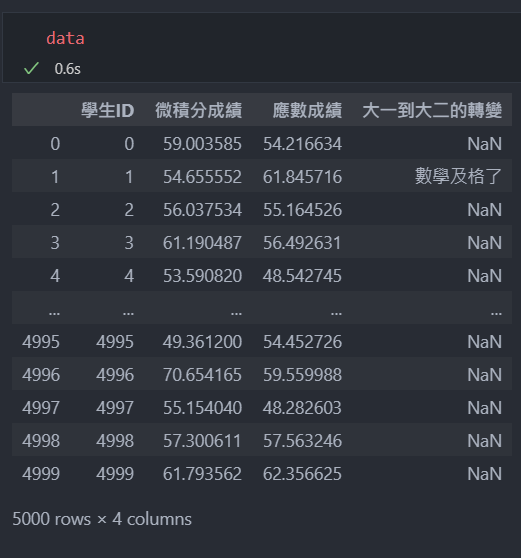 data
0.6s
學生ID 微積分成績 應數成績 大一到大二的轉變
0 0 59.003585 54.216634 NaN
1 1 54.655552 61.845716 數學及格了
2 2 56.037534 55.164526 NaN
3 3 61.190487 56.492631 NaN
4 4 53.590820 48.542745 NaN
... ... ... ... ...
4995 4995 49.361200 54.452726 NaN
4996 4996 70.654165 59.559988 NaN
4997 4997 55.154040 48.282603 NaN
4998 4998 57.300611 57.563246 NaN
4999 4999 61.793562 62.356625 NaN
5000 rows × 4 columns